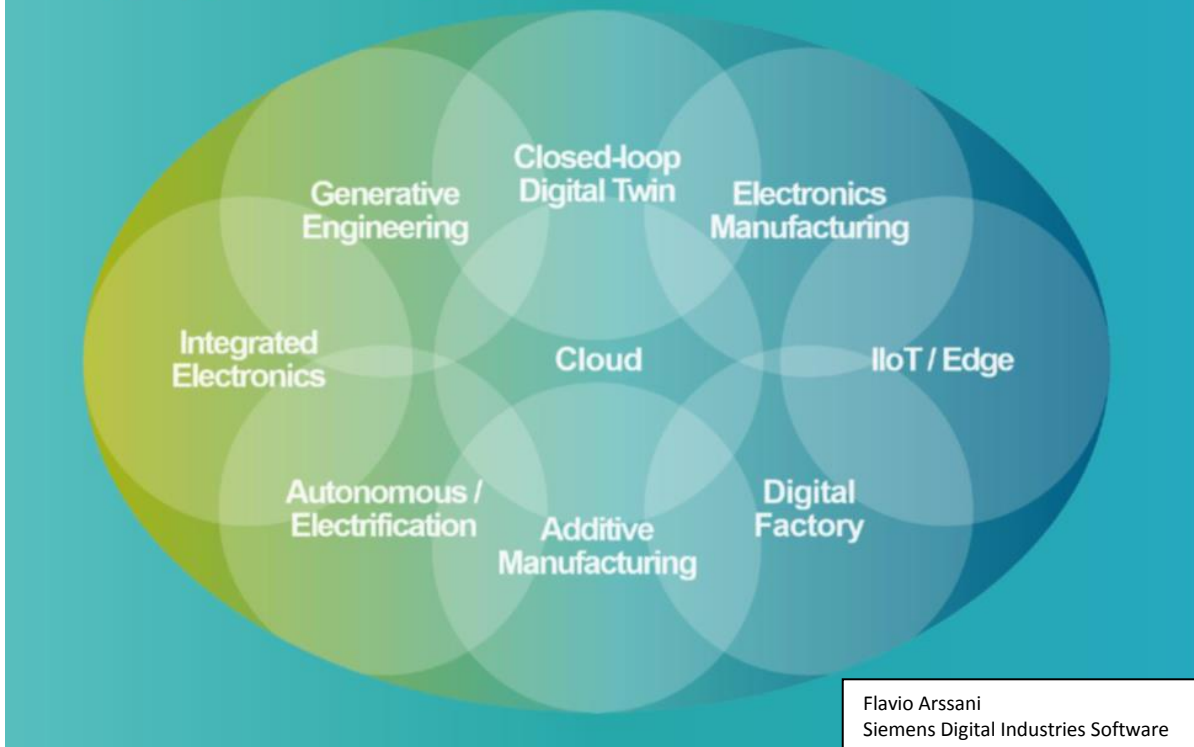 Closed-loop
Digital Twin
Generative
Engineering
Electronics
Manufacturing
Integrated
Electronics
Cloud
IIoT / Edge
Autonomous /
Electrification
Additive
Manufacturing
Digital
Factory
Flavio Arssani
Siemens Digital Industries Software